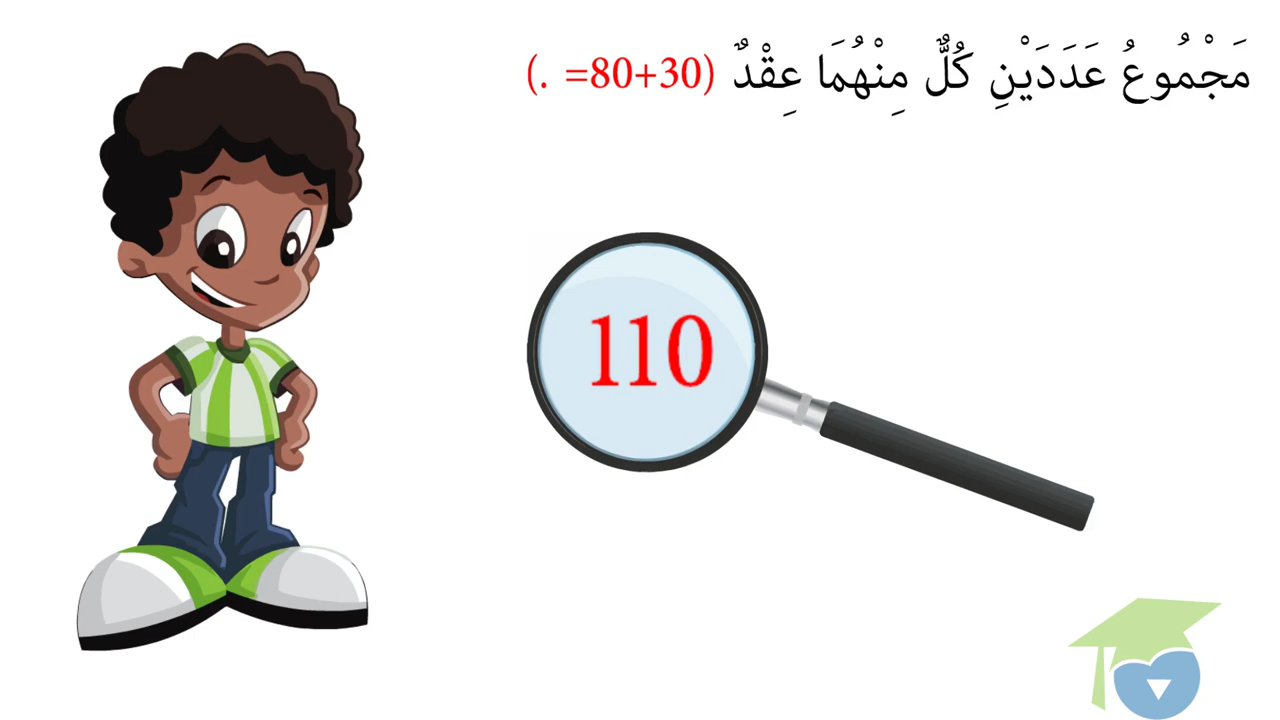 مَجْمُوعُ عَدَدَيْنِ كُلٌّ مِنْهُمَا عِقْدٌ (30+80= .)
110